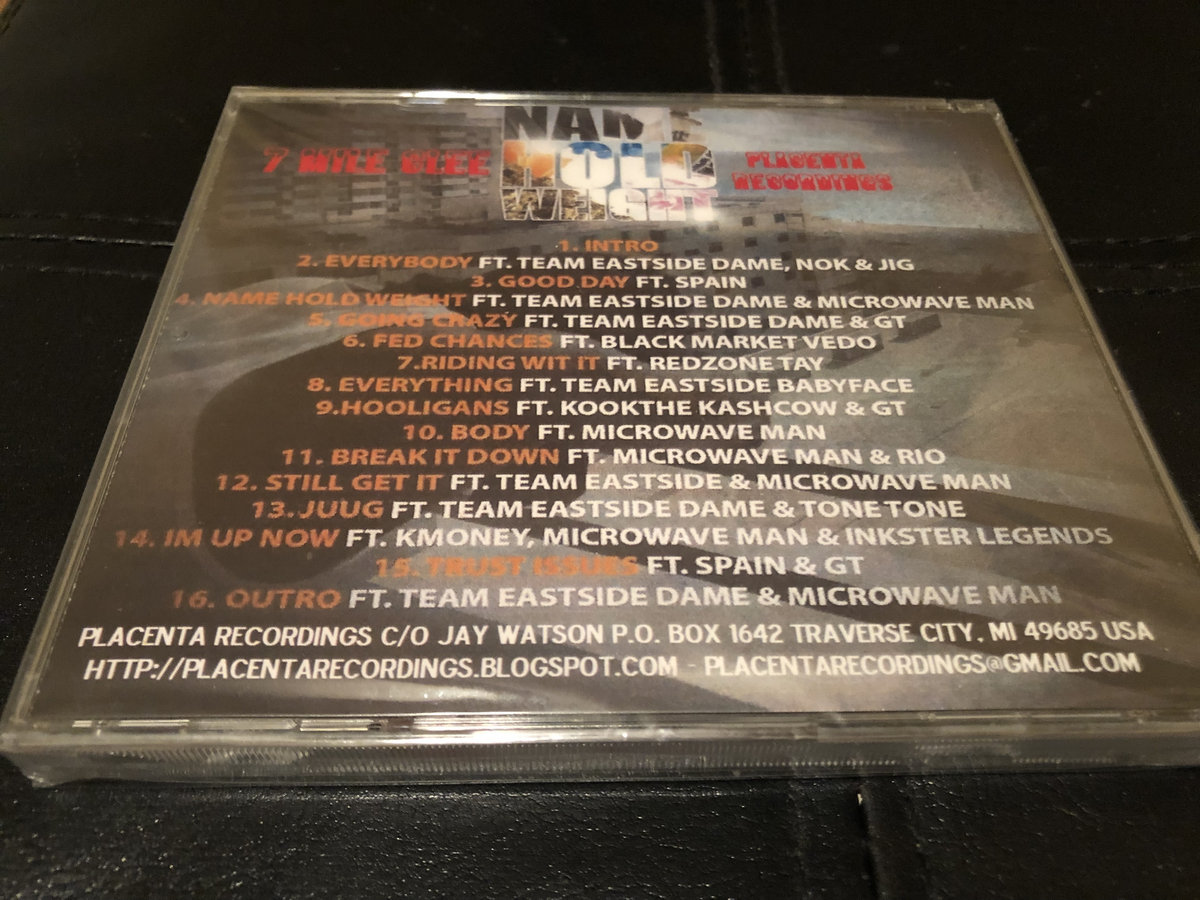 7 MILE CLEE
NAME
HOLD
WEIGHT
PLACENTA
RECORDINGS
1. INTRO
2. EVERYBODY FT. TEAM EASTSIDE DAME, NOK & JIG
3. GOOD DAY FT. SPAIN
4. NAME HOLD WEIGHT FT. TEAM EASTSIDE DAME & MICROWAVE MAN
5. GOING CRAZY FT. TEAM EASTSIDE DAME & GT
6. FED CHANCES FT. BLACK MARKET VEDO
7.RIDING WIT IT FT. REDZONE TAY
8. EVERYTHING FT. TEAM EASTSIDE BABYFACE
9.HOOLIGANS FT. KOOKTHE KASHCOW & GT
10. BODY FT. MICROWAVE MAN
11. BREAK IT DOWN FT. MICROWAVE MAN & RIO
12. STILL GET IT FT. TEAM EASTSIDE & MICROWAVE MAN
13.JUUG FT. TEAM EASTSIDE DAME & TONE TONE
14. IM UP NOW FT. KMONEY, MICROWAVE MAN & INKSTER LEGENDS
15. TRUST ISSUES FT. SPAIN & GT
16. OUTRO FT. TEAM EASTSIDE DAME & MICROWAVE MAN
PLACENTA RECORDINGS C/O JAY WATSON P.O. BOX 1642 TRAVERSE CITY, MI 49685 USA
HTTP://PLACENTARECORDINGS.BLOGSPOT.COM - PLACENTARECORDINGS@GMAIL.COM